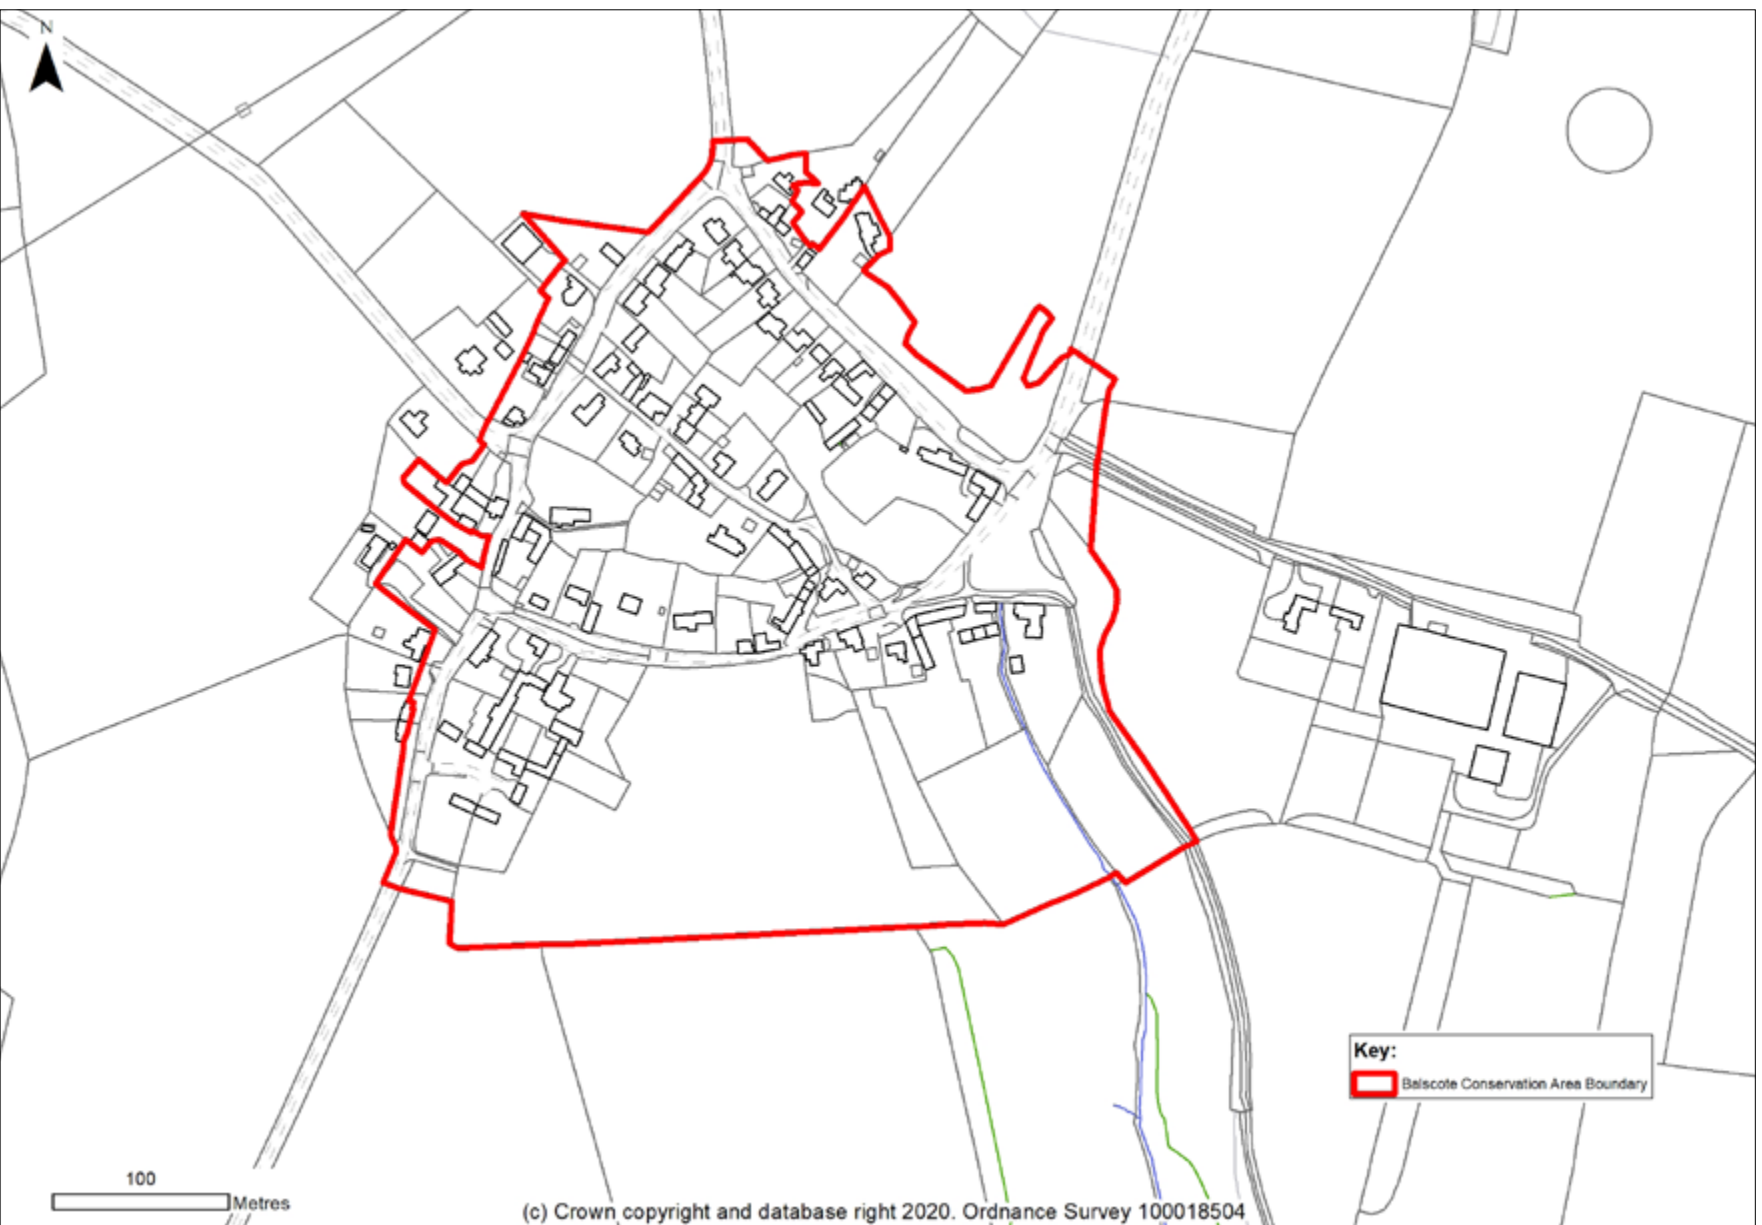 N
Key:
Balscote Conservation Area Boundary
100
Metres
(c) Crown copyright and database right 2020. Ordnance Survey 100018504